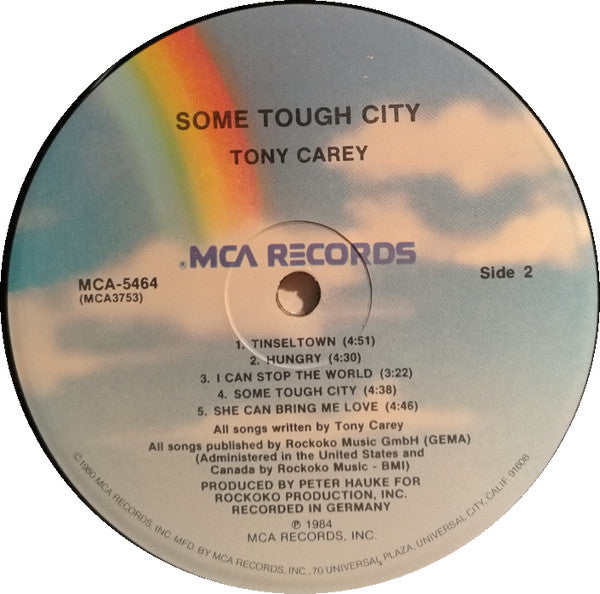 SOME TOUGH CITY
TONY CAREY
®MCA RECORDS
MCA-5464
(MCA3753)
Side 2
1. TINSELTOWN (4:51)
2. HUNGRY (4:30)
3. I CAN STOP THE WORLD (3:22)
4. SOME TOUGH CITY (4:38)
5. SHE CAN BRING ME LOVE (4:46)
All songs written by Tony Carey
All songs published by Rockoko Music GmbH (GEMA)
(Administered in the United States and
Canada by Rockoko Music - BMI)
PRODUCED BY PETER HAUKE FOR
ROCKOKO PRODUCTION, INC.
RECORDED IN GERMANY
℗ 1984
MCA RECORDS, INC.
©1980 MCA RECORDS, INC. MFD. BY MCA RECORDS, INC., 70 UNIVERSAL PLAZA, UNIVERSAL CITY, CALIF. 91608